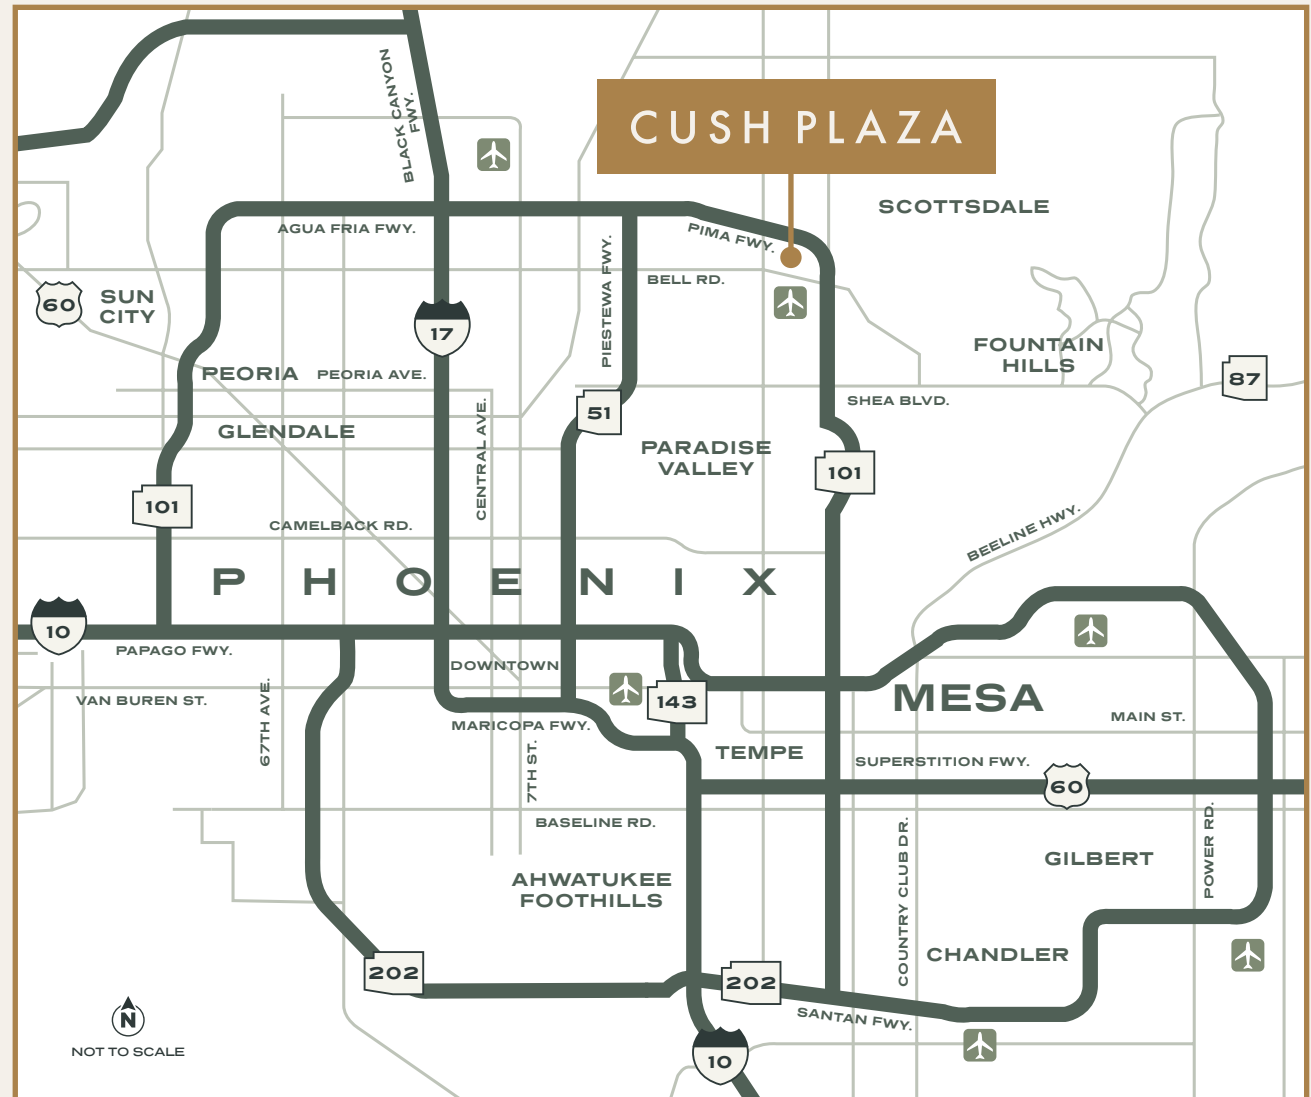 BLACK CANYON
FWY.
CUSH PLAZA
SCOTTSDALE
AGUA FRIA FWY.
PIMA FWY.
PIESTEWA FWY.
BELL RD.
60
SUN
CITY
17
FOUNTAIN
HILLS
PEORIA
PEORIA AVE.
87
51
SHEA BLVD.
GLENDALE
CENTRAL AVE.
PARADISE
VALLEY
101
101
CAMELBACK RD.
BEELINE HWY.
PHOENIX
10
PAPAGO FWY.
DOWNTOWN
VAN BUREN ST.
67TH AVE.
143
MESA
MARICOPA FWY.
MAIN ST.
TEMPE
SUPERSTITION FWY.
7TH ST.
60
BASELINE RD.
COUNTRY CLUB DR.
GILBERT
POWER RD.
AHWATUKEE
FOOTHILLS
CHANDLER
202
202
SANTAN FWY.
N
NOT TO SCALE
10